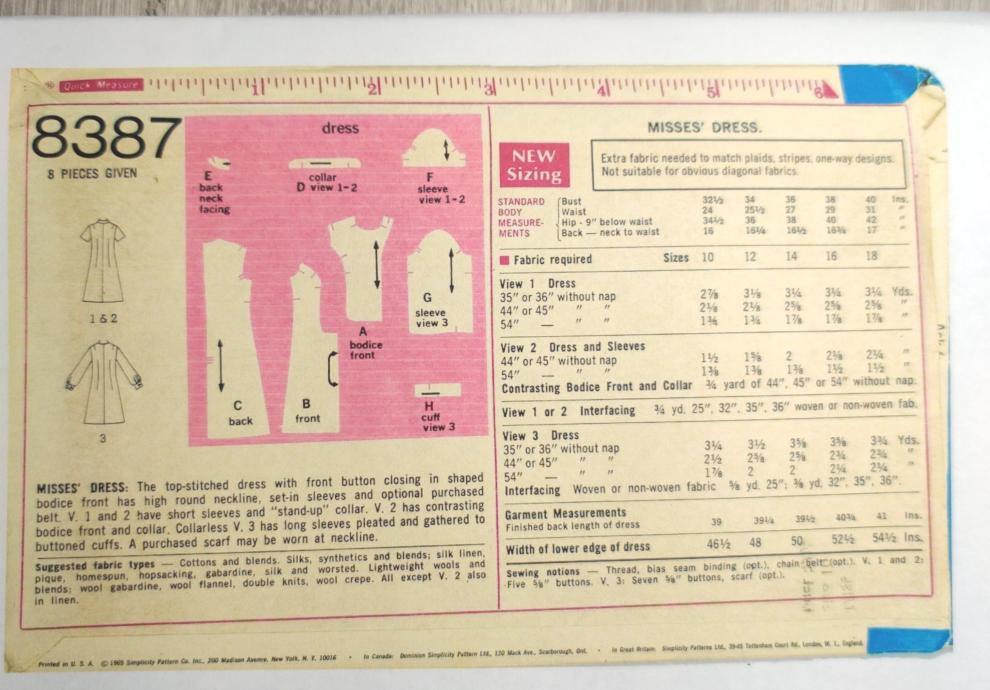 Quick Measure 1 2 3 4 5 6
8387
8 PIECES GIVEN
1 & 2
3
dress
E
back
neck
facing
collar
D view 1-2
F
sleeve
view 1-2
A
bodice
front
G
sleeve
view 3
C
back
B
front
H
cuff
view 3
MISSES' DRESS: The top-stitched dress with front button closing in shaped
bodice front has high round neckline, set-in sleeves and optional purchased
belt. V. 1 and 2 have short sleeves and "stand-up" collar. V. 2 has contrasting
bodice front and collar. Collarless V. 3 has long sleeves pleated and gathered to
buttoned cuffs. A purchased scarf may be worn at neckline.
Suggested fabric types — Cottons and blends. Silks, synthetics and blends; silk linen,
pique, homespun, hopsacking, gabardine, silk and worsted. Lightweight wools and
blends; wool gabardine, wool flannel, double knits, wool crepe. All except V. 2 also
in linen.
MISSES' DRESS.
NEW
Sizing
Extra fabric needed to match plaids, stripes, one-way designs.
Not suitable for obvious diagonal fabrics.
STANDARD
BODY
MEASURE-
MENTS
Bust 32½ 34 36 38 40 Ins.
Waist 24 25½ 27 29 31 "
Hip - 9" below waist 34½ 36 38 40 42 "
Back — neck to waist 16 16¼ 16½ 16¾ 17 "
Fabric required Sizes 10 12 14 16 18
View 1 Dress
35" or 36" without nap 2⅞ 3⅛ 3¼ 3¼ 3¼ Yds.
44" or 45" " " 2⅛ 2⅛ 2⅝ 2⅝ 2⅝ "
54" — " " 1¾ 1¾ 1⅞ 1⅞ 1⅞ "
View 2 Dress and Sleeves
44" or 45" without nap 1½ 1⅝ 2 2⅛ 2¼ "
54" — " " 1⅜ 1⅜ 1⅜ 1½ 1½ "
Contrasting Bodice Front and Collar ¾ yard of 44", 45" or 54" without nap.
View 1 or 2 Interfacing ¾ yd. 25", 32", 35", 36" woven or non-woven fab.
View 3 Dress
35" or 36" without nap 3¼ 3½ 3⅝ 3⅝ 3¾ Yds.
44" or 45" " " 2½ 2⅝ 2⅝ 2¾ 2¾ "
54" — " " 1⅞ 2 2 2¼ 2¼ "
Interfacing Woven or non-woven fabric ⅝ yd. 25"; ⅜ yd. 32", 35", 36".
Garment Measurements
Finished back length of dress 39 39¼ 39½ 40¾ 41 Ins.
Width of lower edge of dress 46½ 48 50 52½ 54½ Ins.
Sewing notions — Thread, bias seam binding (opt.), chain belt (opt.). V. 1 and 2:
Five ⅝" buttons. V. 3: Seven ⅝" buttons, scarf (opt.).
Printed in U. S. A. © 1969 Simplicity Pattern Co. Inc., 200 Madison Avenue, New York, N. Y. 10016 • In Canada: Dominion Simplicity Pattern Ltd., 120 Mack Ave., Scarborough, Ont. • In Great Britain: Simplicity Patterns Ltd., 39-45 Tottenham Court Rd., London, W. 1., England.